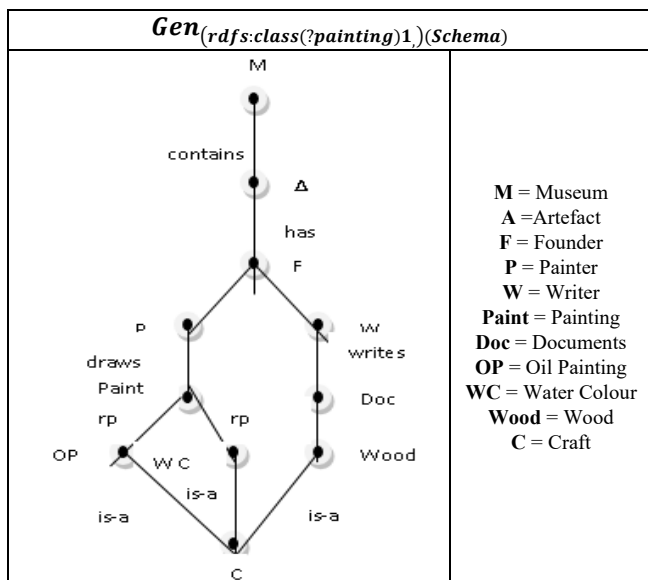 Gen(rdfs:class(?painting)1,)(Schema)
M
contains
A
has
F
P
W
writes
draws
Paint
Doc
rp
rp
OP
WC
Wood
is-a
is-a
is-a
C
M = Museum
A =Artefact
F = Founder
P = Painter
W = Writer
Paint = Painting
Doc = Documents
OP = Oil Painting
WC = Water Colour
Wood = Wood
C = Craft